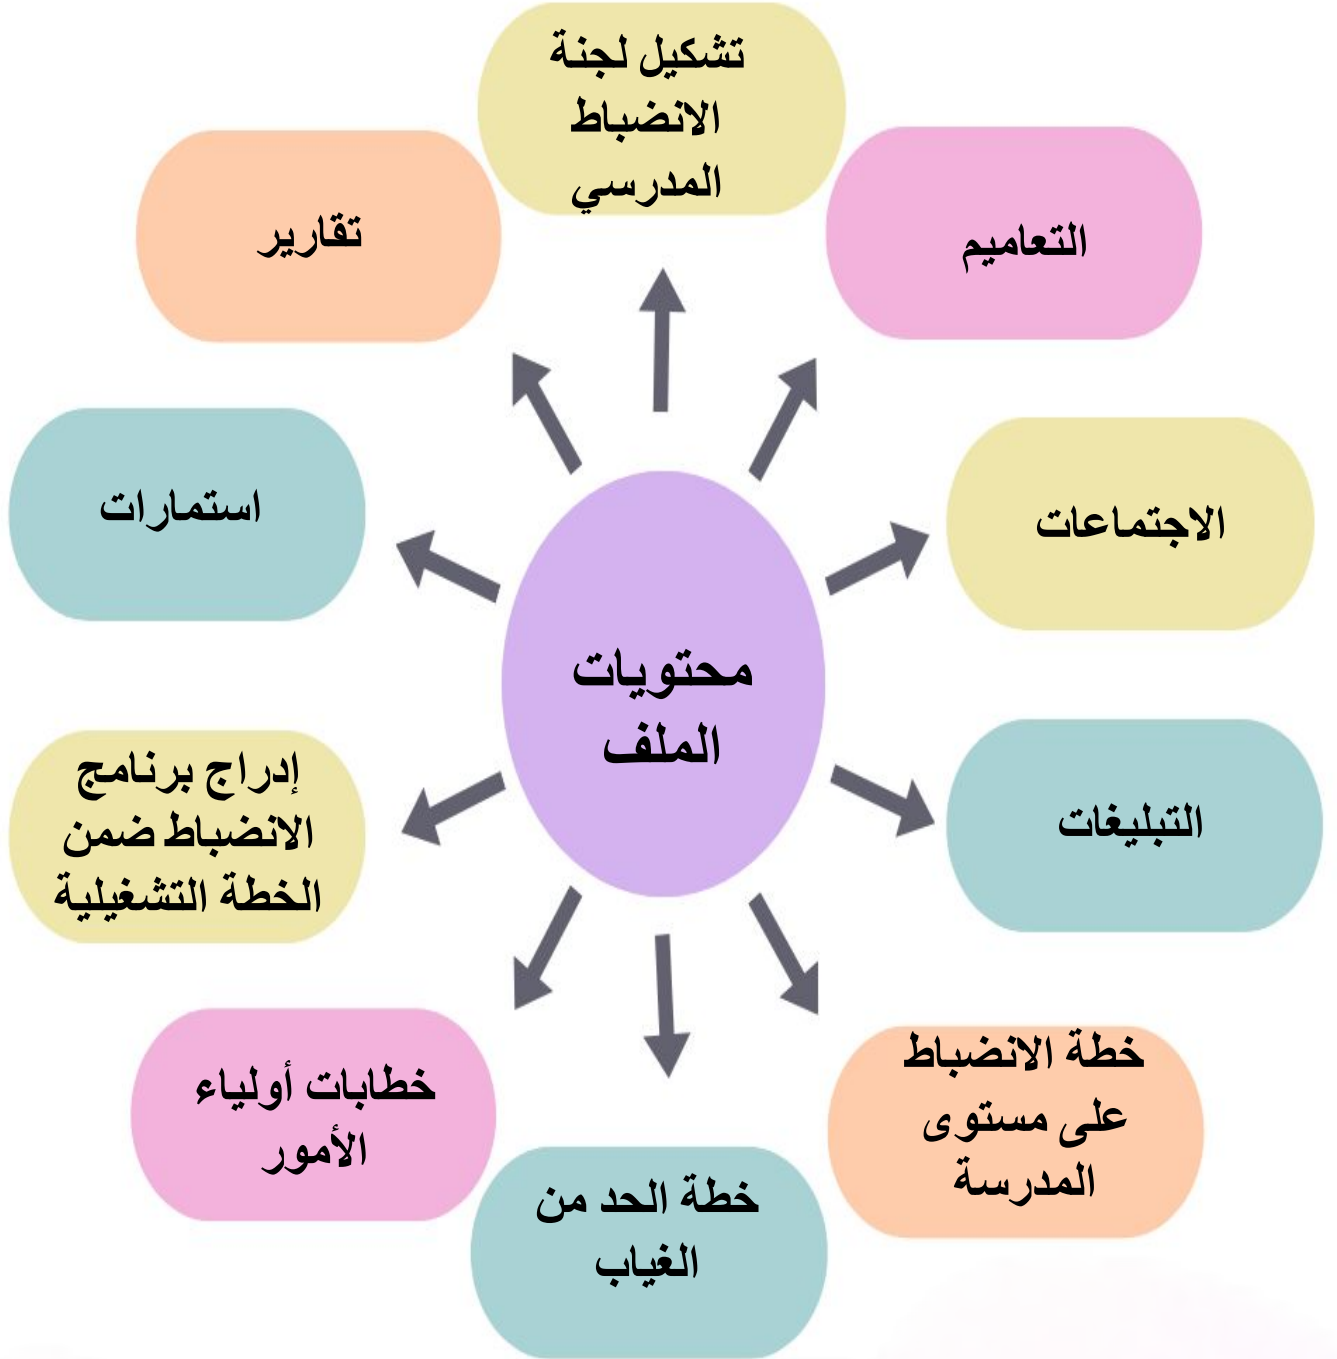 تشكيل لجنة
الانضباط
المدرسي
التعاميم
الاجتماعات
التبليغات
خطة الانضباط
على مستوى
المدرسة
خطة الحد من
الغياب
خطابات أولياء
الأمور
إدراج برنامج
الانضباط ضمن
الخطة التشغيلية
استمارات
تقارير
محتويات
الملف